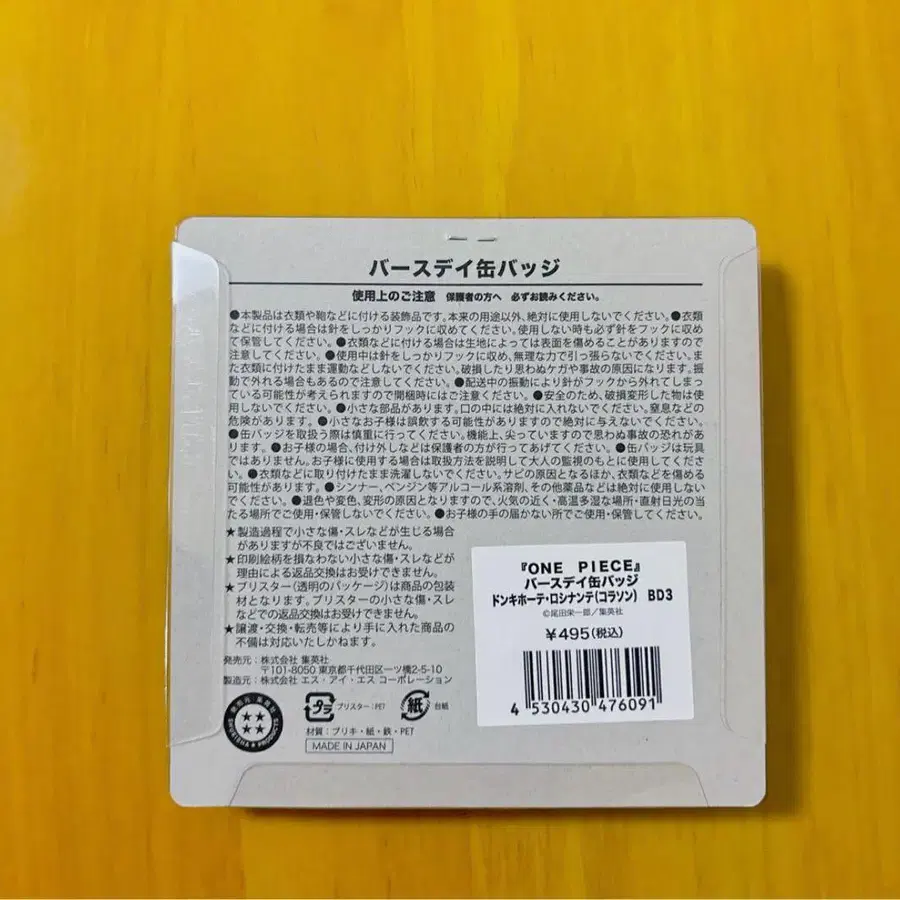 バースデイ缶バッジ
使用上のご注意 保護者の方へ 必ずお読みください。
●本製品は衣類や鞄などに付ける装飾品です。本来の用途以外、絶対に使用しないでください。●衣類
などに付ける場合は針をしっかりフックに収めてください。使用しない時も必ず針をフックに収め
て保管してください。●衣類などに付ける場合は生地によっては表面を傷めることがありますので
注意してください。●使用中は針をしっかりフックに収め、無理な力で引っ張らないでください。ま
た衣類に付けたまま運動などしないでください。破損したり思わぬケガや事故の原因になります。振
動で外れる場合もあるので注意してください。●配送中の振動により針がフックから外れてしまっ
ている可能性が考えられますので開梱時にはご注意ください。●安全のため、破損変形した物は使
用しないでください。●小さな部品があります。口の中には絶対に入れないでください。窒息などの
危険があります。●小さなお子様は誤飲する可能性がありますので絶対に与えないでください。
●缶バッジを取扱う際は慎重に行ってください。機能上、尖っていますので思わぬ事故の恐れがあ
ります。●お子様の場合、付け外しなどは保護者の方が行ってあげてください。●缶バッジは玩具
ではありません。お子様に使用する場合は取扱方法を説明して大人の監視のもとに使用してくださ
い。●衣類などに取り付けたまま洗濯しないでください。サビの原因となるほか、衣類などを傷める
可能性があります。●シンナー、ベンジン等アルコール系溶剤、その他薬品などは絶対に使用しない
でください。●退色や変色、変形の原因となりますので、火気の近く・高温多湿な場所・直射日光の当
たる場所でご使用・保管しないでください。●お子様の手の届かない所でご使用・保管してください。
★製造過程で小さな傷・スレなどが生じる場合
がありますが不良ではございません。
★印刷絵柄を損なわない小さな傷・スレなどが
理由による返品交換はお受けできません。
★ブリスター(透明のパッケージ)は商品の包装
材となります。ブリスターの小さな傷・スレ
などでの返品交換はお受けできません。
★譲渡・交換・転売等により手に入れた商品の
不備は対応いたしかねます。
発売元:株式会社 集英社
〒101-8050 東京都千代田区一ツ橋2-5-10
製造元:株式会社 エス・アイ・エス コーポレーション
発売元 集英社
SHUEISHA PRODUCTS
プラ
ブリスター:PET
紙
台紙
材質:ブリキ・紙・鉄・PET
MADE IN JAPAN
『ONE PIECE』
バースデイ缶バッジ
ドンキホーテ・ロシナンテ(コラソン) BD3
©尾田栄一郎/集英社
¥495(税込)
4 530430 476091